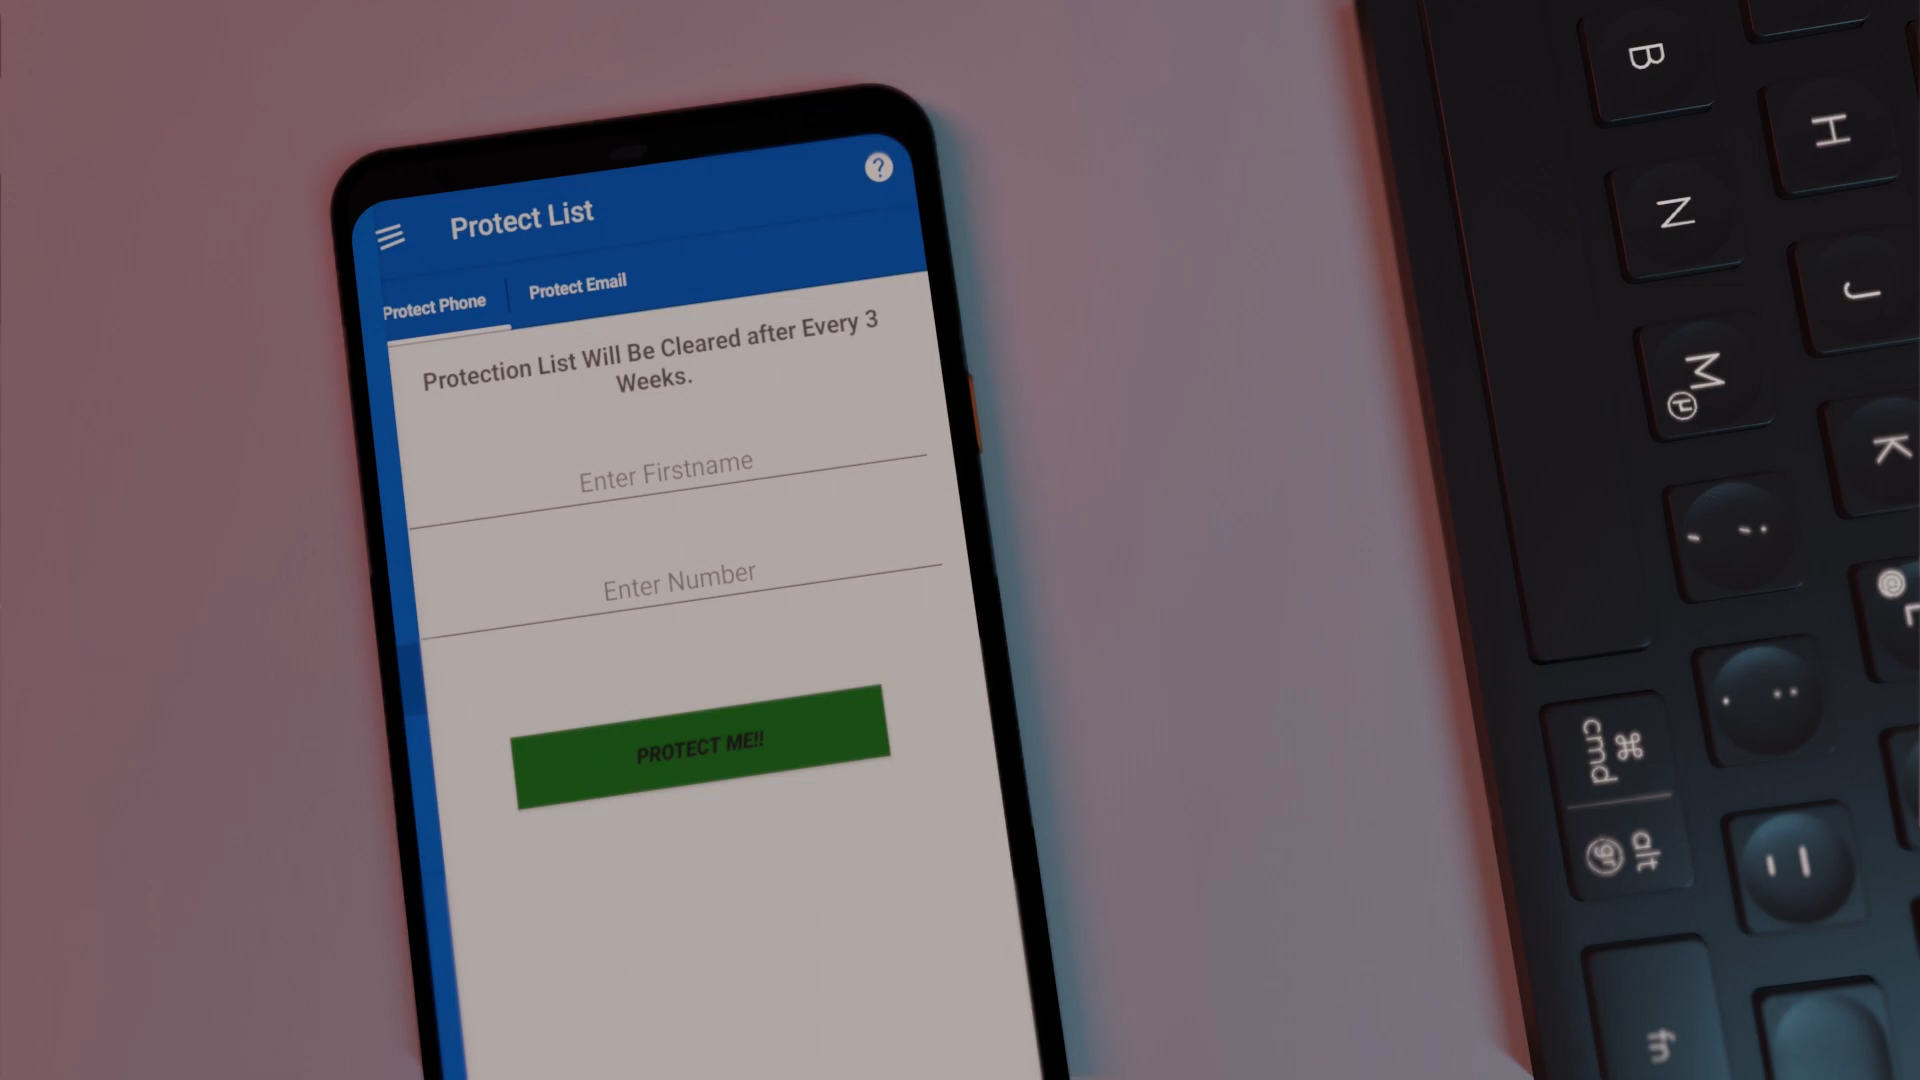 Protect List
?
Protect Phone
Protect Email
Protection List Will Be Cleared after Every 3
Weeks.
Enter Firstname
Enter Number
PROTECT ME!!
B
H
N
J
M
µ
K
, ;
@
L
. :
⌘
cmd
alt
gr
fn